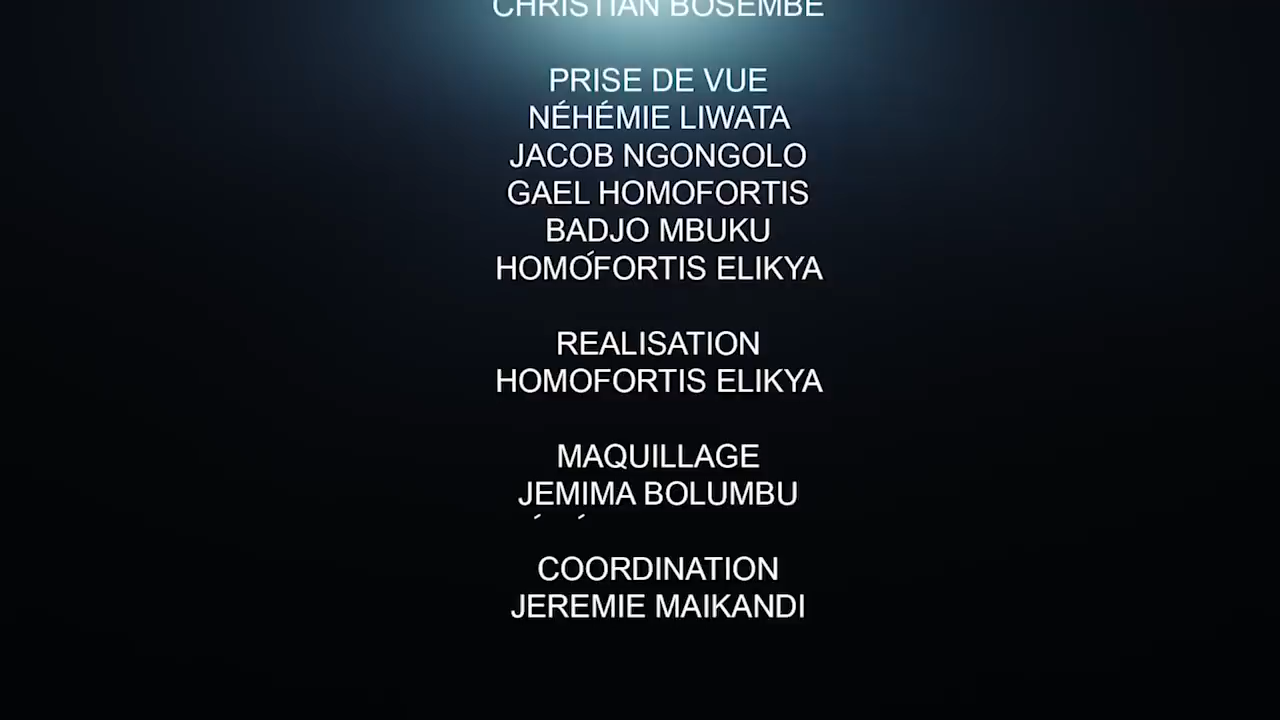 CHRISTIAN BOSEMBE
PRISE DE VUE
NÉHÉMIE LIWATA
JACOB NGONGOLO
GAEL HOMOFORTIS
BADJO MBUKU
HOMOFORTIS ELIKYA
REALISATION
HOMOFORTIS ELIKYA
MAQUILLAGE
JEMIMA BOLUMBU
COORDINATION
JEREMIE MAIKANDI